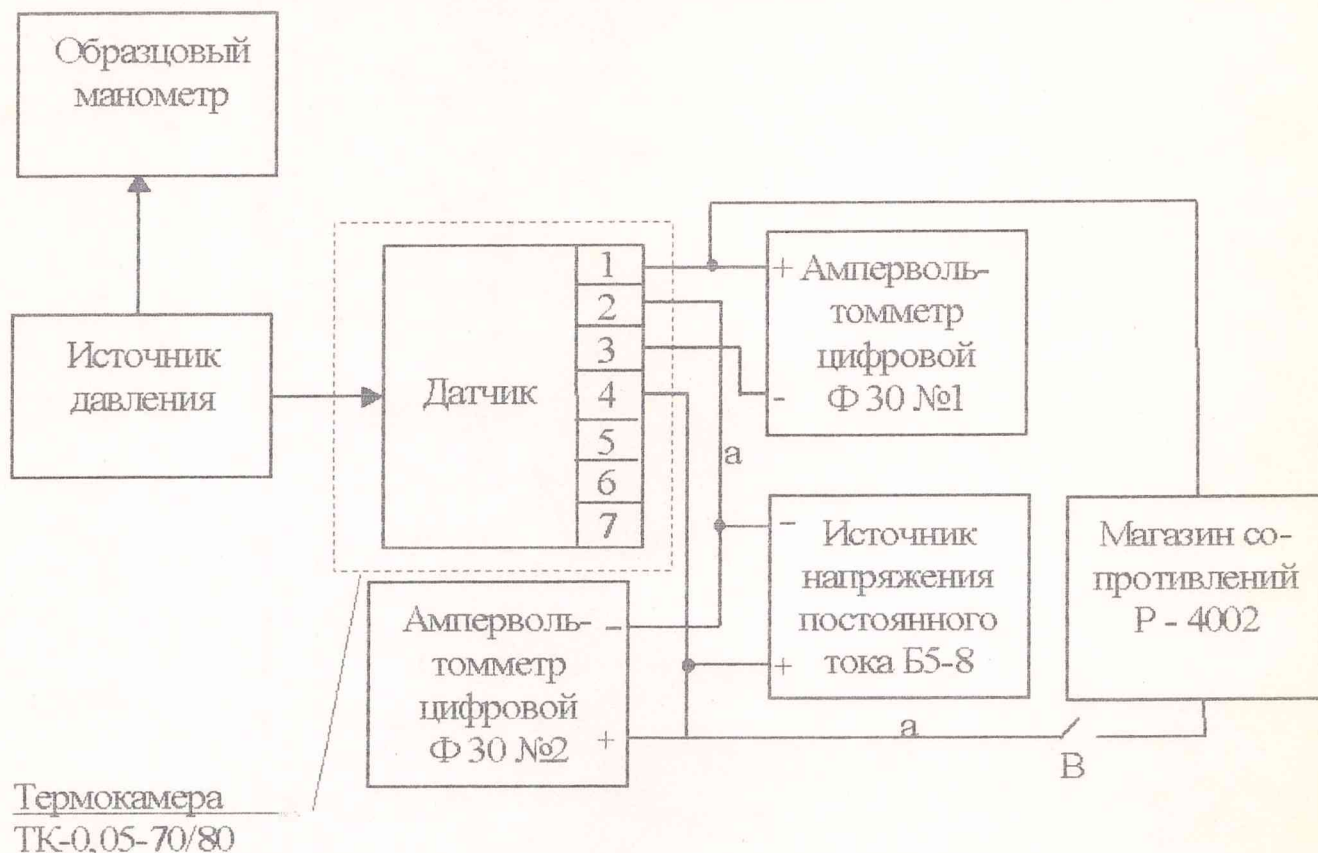 Образцовый
манометр
Источник
давления
Датчик
1
2
3
4
5
6
7
+ Амперволь-
томметр
цифровой
- Ф 30 №1
а
− Источник
напряжения
постоянного
+ тока Б5-8
Магазин со-
противлений
Р - 4002
Амперволь- −
томметр
цифровой
Ф 30 №2 +
а
В
Термокамера
ТК-0,05-70/80